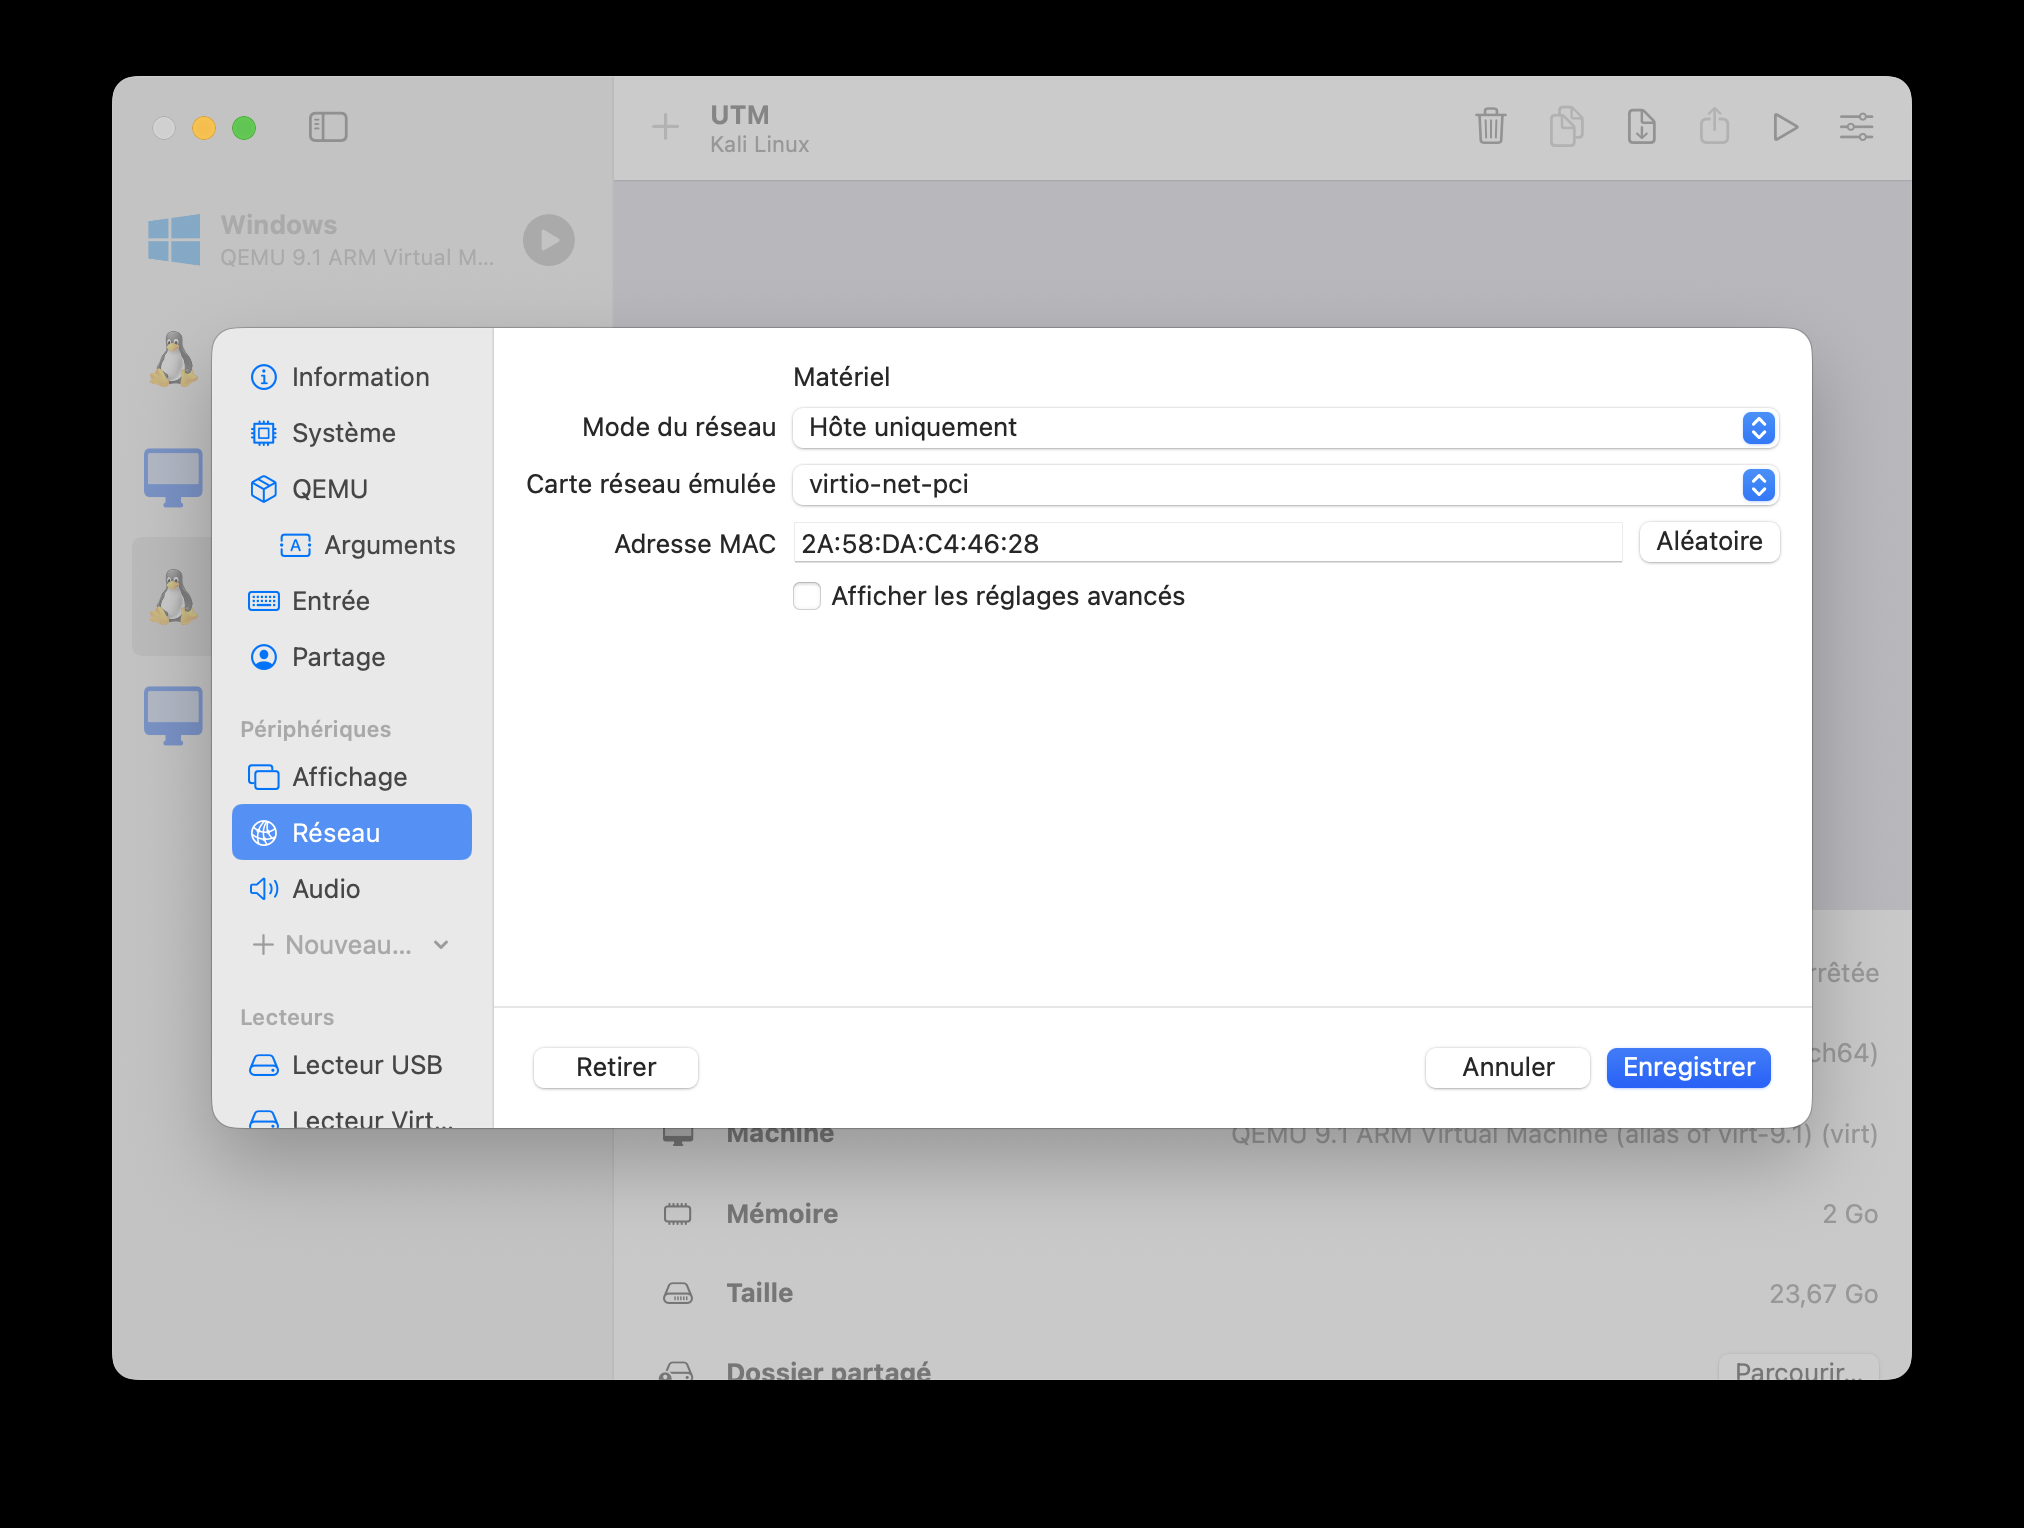 UTM
Kali Linux
Windows
QEMU 9.1 ARM Virtual M...
Information
Système
QEMU
A Arguments
Entrée
Partage
Périphériques
Affichage
Réseau
Audio
Nouveau...
Lecteurs
Lecteur USB
Lecteur Virt...
Matériel
Mode du réseau Hôte uniquement
Carte réseau émulée virtio-net-pci
Adresse MAC 2A:58:DA:C4:46:28 Aléatoire
Afficher les réglages avancés
Retirer Annuler Enregistrer
rrêtée
ch64)
Machine QEMU 9.1 ARM Virtual Machine (alias of virt-9.1) (virt)
Mémoire 2 Go
Taille 23,67 Go
Dossier partagé Parcourir...